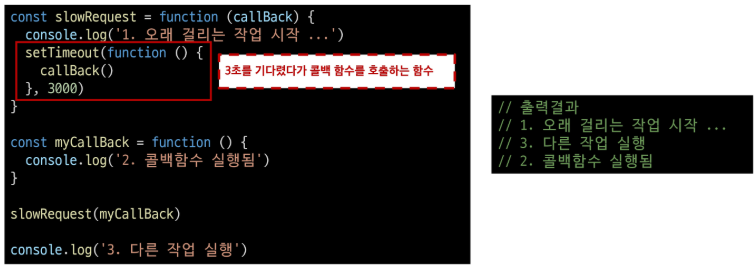 const slowRequest = function (callBack) {
  console.log('1. 오래 걸리는 작업 시작 ...')
  setTimeout(function () {
    callBack()
  }, 3000)
}
3초를 기다렸다가 콜백 함수를 호출하는 함수
const myCallBack = function () {
  console.log('2. 콜백함수 실행됨')
}
slowRequest(myCallBack)
console.log('3. 다른 작업 실행')
// 출력결과
// 1. 오래 걸리는 작업 시작 ...
// 3. 다른 작업 실행
// 2. 콜백함수 실행됨